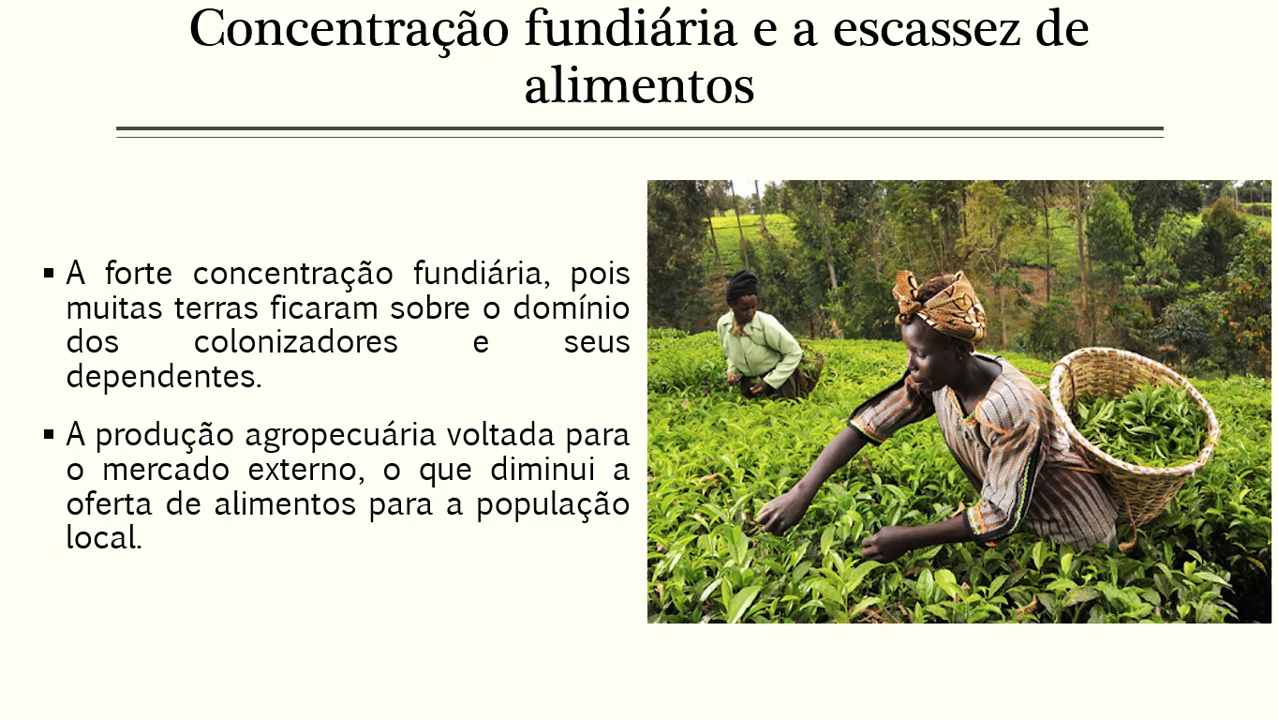 Concentração fundiária e a escassez de
alimentos
▪ A forte concentração fundiária, pois
muitas terras ficaram sobre o domínio
dos colonizadores e seus
dependentes.
▪ A produção agropecuária voltada para
o mercado externo, o que diminui a
oferta de alimentos para a população
local.